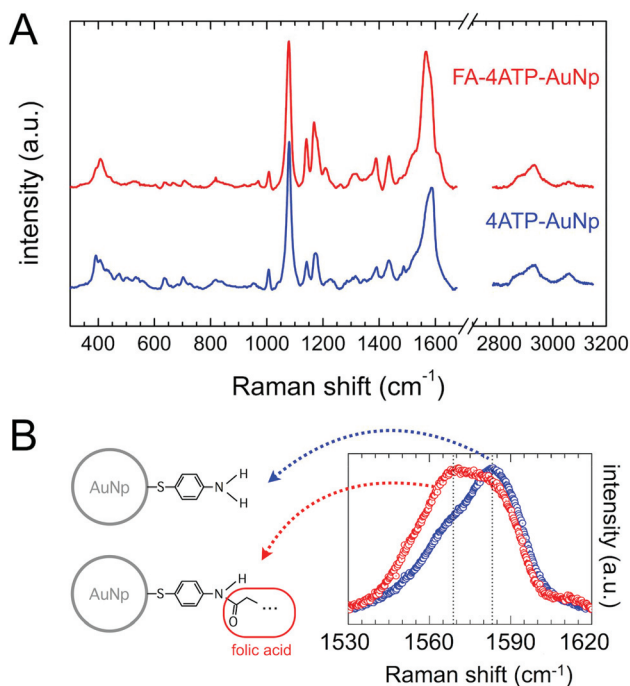 A
intensity (a.u.)
FA-4ATP-AuNp
4ATP-AuNp
400 600 800 1000 1200 1400 1600 2800 3000 3200
Raman shift (cm⁻¹)
B
AuNp
S
N
H
H
AuNp
S
N
H
O
...
folic acid
intensity (a.u.)
1530 1560 1590 1620
Raman shift (cm⁻¹)